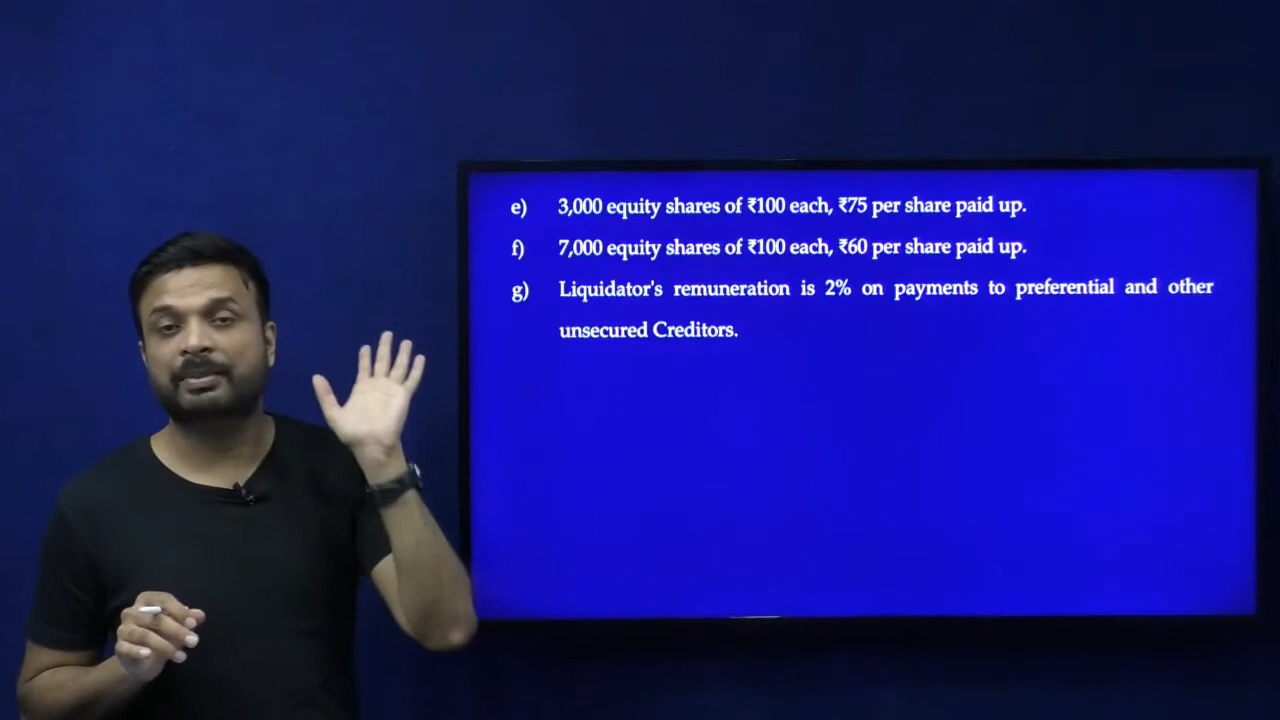 e) 3,000 equity shares of ₹100 each, ₹75 per share paid up.
f) 7,000 equity shares of ₹100 each, ₹60 per share paid up.
g) Liquidator's remuneration is 2% on payments to preferential and other
unsecured Creditors.